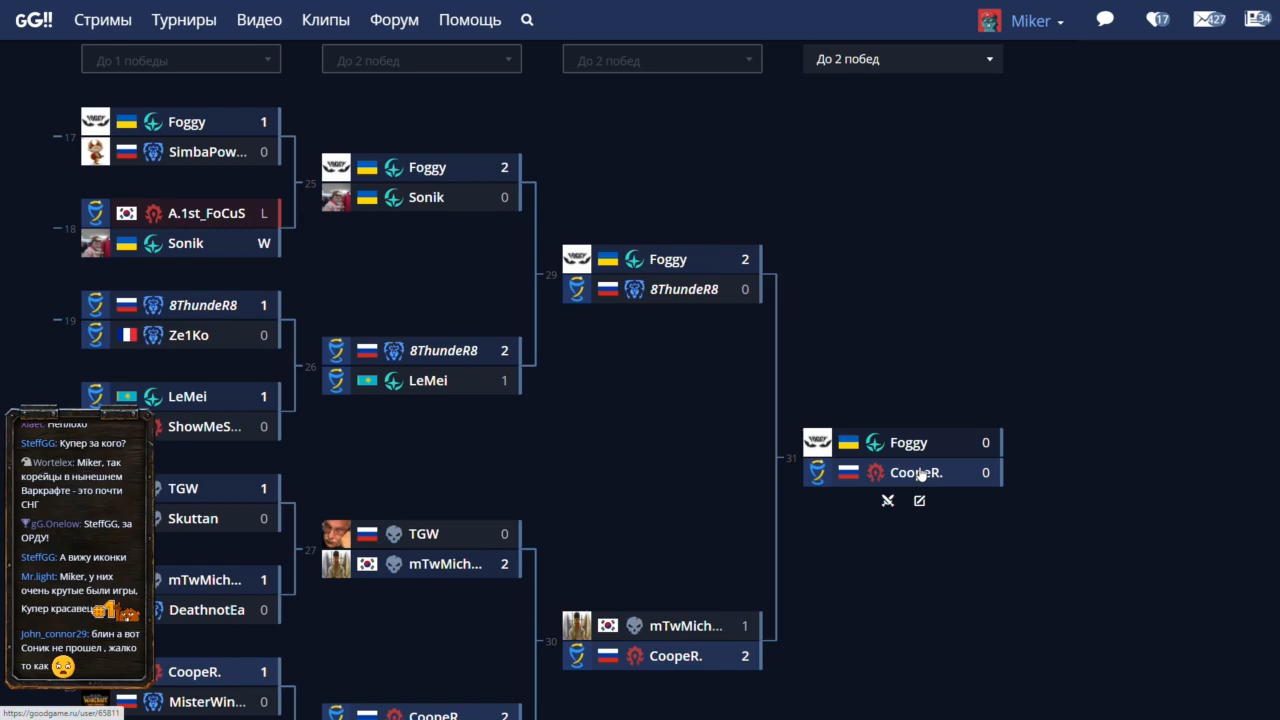 GG!! Стримы Турниры Видео Клипы Форум Помощь Miker 17 427 34
До 1 победы До 2 побед До 2 побед До 2 побед
17
Foggy 1
SimbaPow... 0
18
A.1st_FoCuS L
Sonik W
19
8ThundeR8 1
Ze1Ko 0
LeMei 1
ShowMeS... 0
TGW 1
Skuttan 0
mTwMich... 1
DeathnotEa 0
CoopeR. 1
MisterWin... 0
25
Foggy 2
Sonik 0
26
8ThundeR8 2
LeMei 1
27
TGW 0
mTwMich... 2
CoopeR. 2
29
Foggy 2
8ThundeR8 0
30
mTwMich... 1
CoopeR. 2
31
Foggy 0
CoopeR. 0
Xlaet: Неплохо
SteffGG: Купер за кого?
Wortelex: Miker, так
корейцы в нынешнем
Варкрафте - это почти
СНГ
gG.Onelow: SteffGG, за
ОРДУ!
SteffGG: А вижу иконки
Mr.light: Miker, у них
очень крутые были игры,
Купер красавец #1
John_connor29: блин а вот
Соник не прошел , жалко
то как
https://goodgame.ru/user/65811